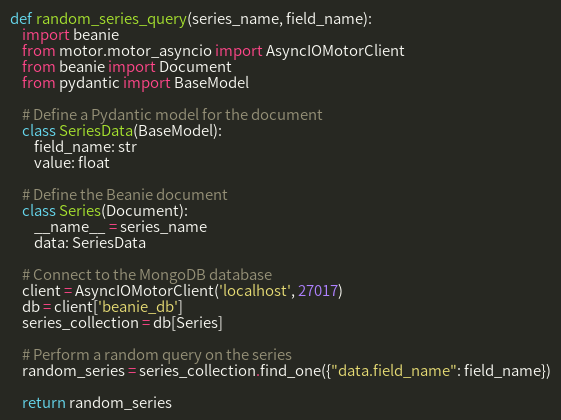 def random_series_query(series_name, field_name):
    import beanie
    from motor.motor_asyncio import AsyncIOMotorClient
    from beanie import Document
    from pydantic import BaseModel

    # Define a Pydantic model for the document
    class SeriesData(BaseModel):
        field_name: str
        value: float

    # Define the Beanie document
    class Series(Document):
        __name__ = series_name
        data: SeriesData

    # Connect to the MongoDB database
    client = AsyncIOMotorClient('localhost', 27017)
    db = client['beanie_db']
    series_collection = db[Series]

    # Perform a random query on the series
    random_series = series_collection.find_one({"data.field_name": field_name})

    return random_series